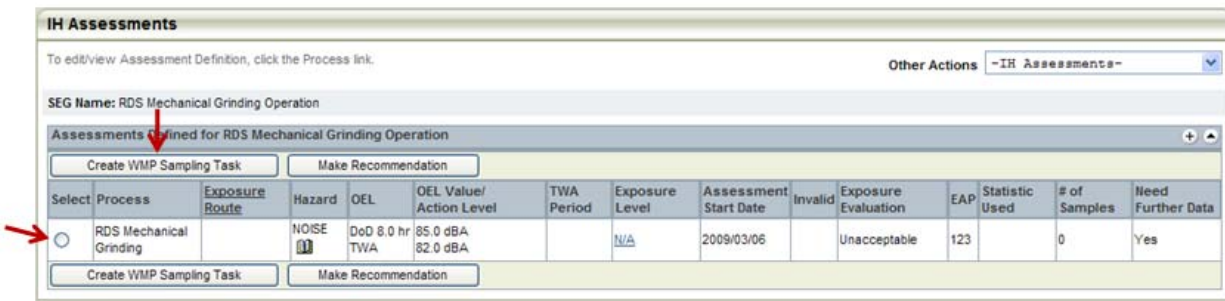 IH Assessments
To edit/view Assessment Definition, click the Process link.
Other Actions -IH Assessments-
SEG Name: RDS Mechanical Grinding Operation
Assessments Defined for RDS Mechanical Grinding Operation
Create WMP Sampling Task Make Recommendation
Select Process Exposure Route Hazard OEL OEL Value/ Action Level TWA Period Exposure Level Assessment Start Date Invalid Exposure Evaluation EAP Statistic Used # of Samples Need Further Data
RDS Mechanical Grinding NOISE DoD 8.0 hr TWA 85.0 dBA 82.0 dBA N/A 2009/03/06 Unacceptable 123 0 Yes
Create WMP Sampling Task Make Recommendation